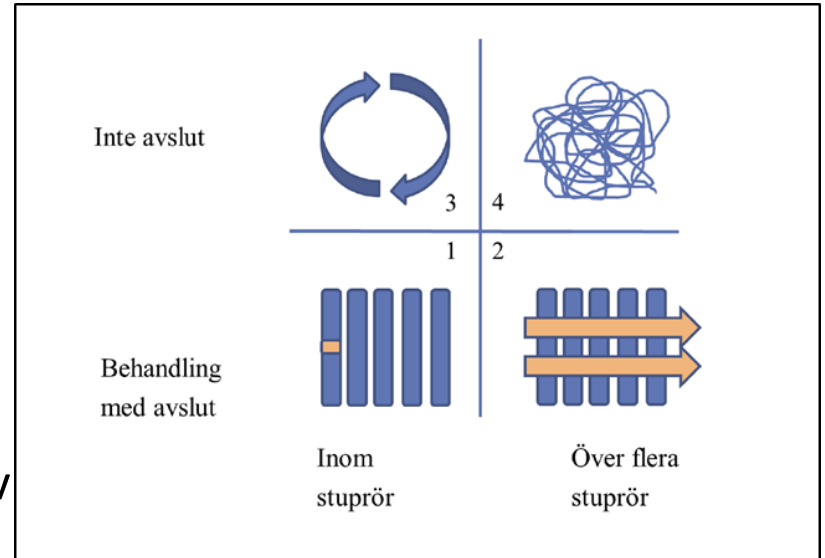 Inte avslut
3
4
1
2
Behandling
med avslut
Inom
stuprör
Över flera
stuprör